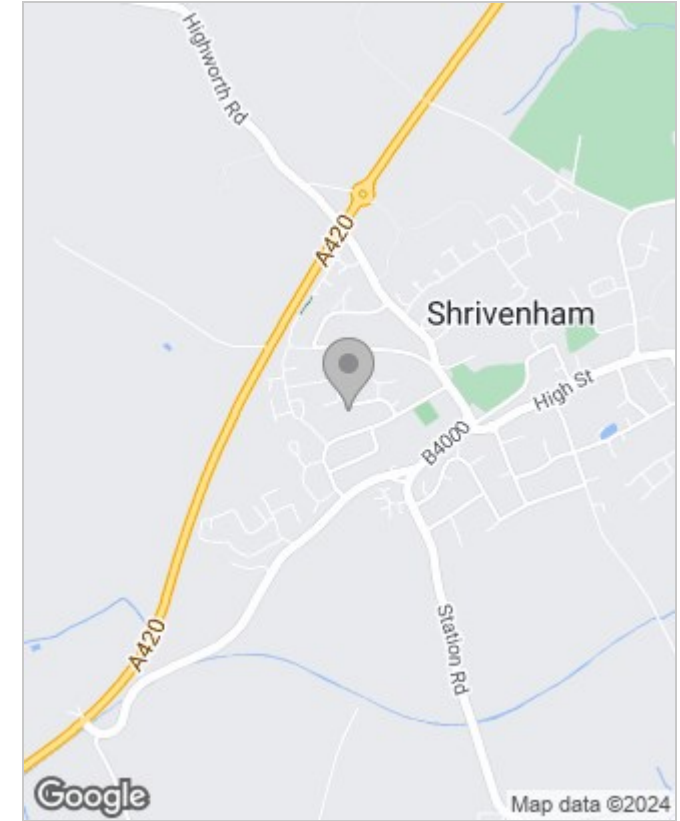 Highworth Rd
A420
Shrivenham
High St
B4000
Station Rd
A420
Google
Map data ©2024